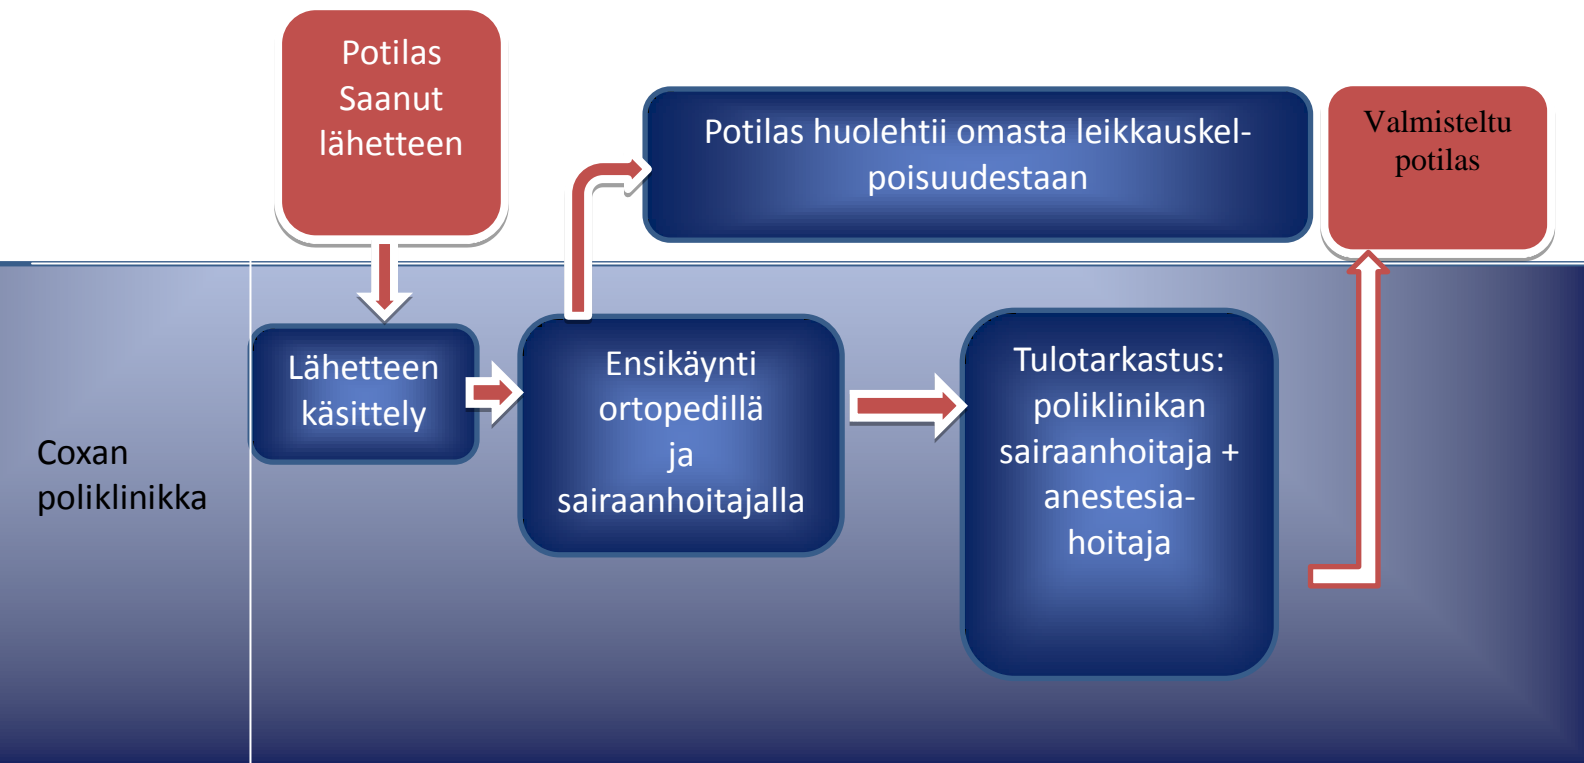 Potilas
Saanut
lähetteen
Potilas huolehtii omasta leikkauskel-
poisuudestaan
Valmisteltu
potilas
Coxan
poliklinikka
Lähetteen
käsittely
Ensikäynti
ortopedillä
ja
sairaanhoitajalla
Tulotarkastus:
poliklinikan
sairaanhoitaja +
anestesia-
hoitaja